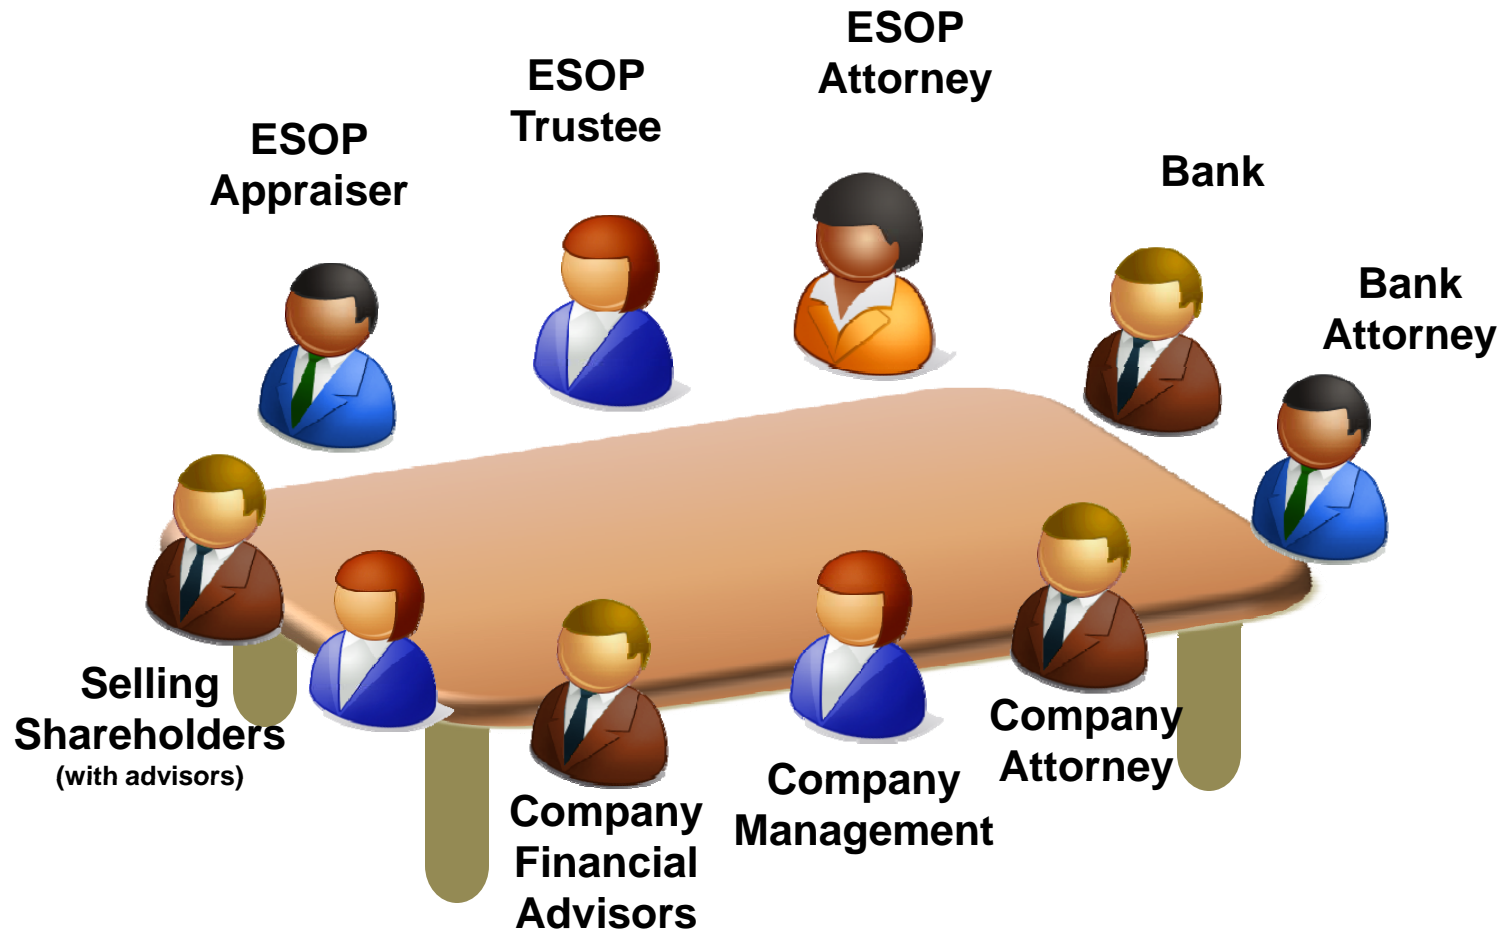 ESOP
Attorney
ESOP
Trustee
ESOP
Appraiser
Bank
Bank
Attorney
Selling
Shareholders
(with advisors)
Company
Financial
Advisors
Company
Management
Company
Attorney